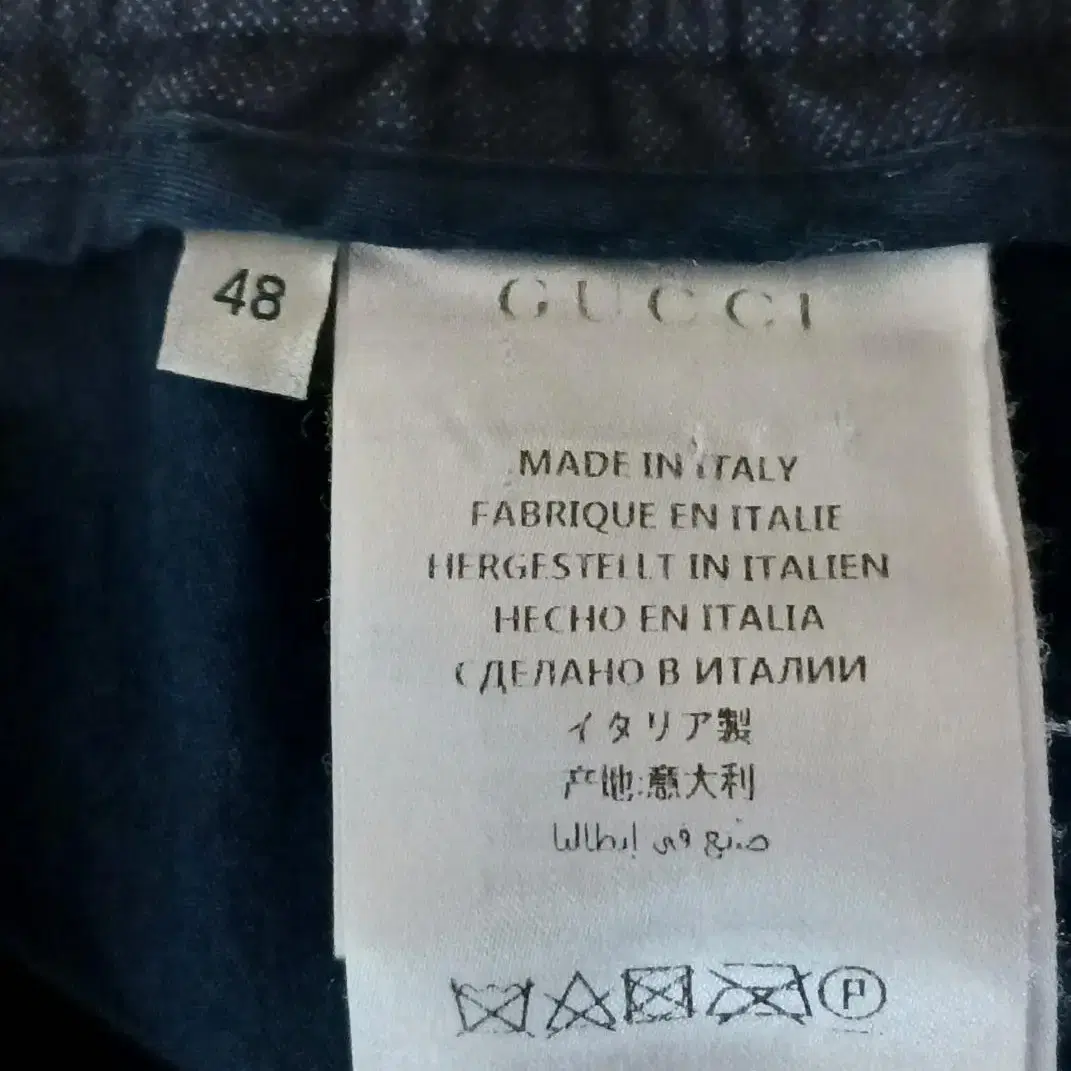 48
GUCCI
MADE IN ITALY
FABRIQUE EN ITALIE
HERGESTELLT IN ITALIEN
HECHO EN ITALIA
СДЕЛАНО В ИТАЛИИ
イタリア製
产地:意大利
صنع في إيطاليا
P